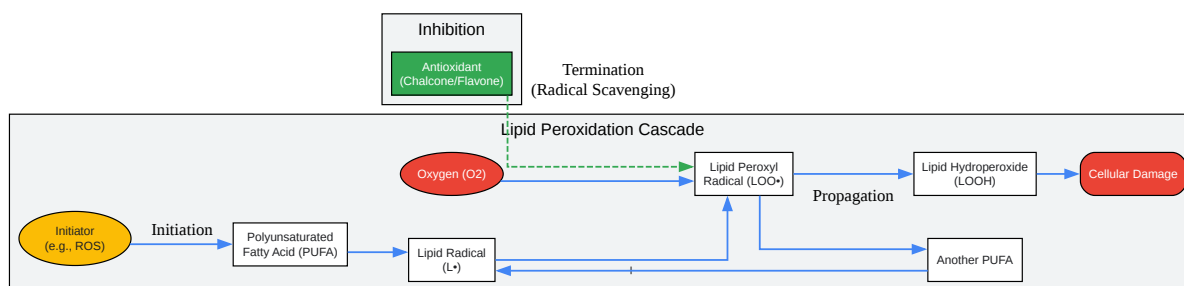 Inhibition
Antioxidant
(Chalcone/Flavone)
Termination
(Radical Scavenging)
Lipid Peroxidation Cascade
Oxygen (O2)
Lipid Peroxyl
Radical (LOO•)
Lipid Hydroperoxide
(LOOH)
Cellular Damage
Propagation
Initiator
(e.g., ROS)
Initiation
Polyunsaturated
Fatty Acid (PUFA)
Lipid Radical
(L•)
Another PUFA